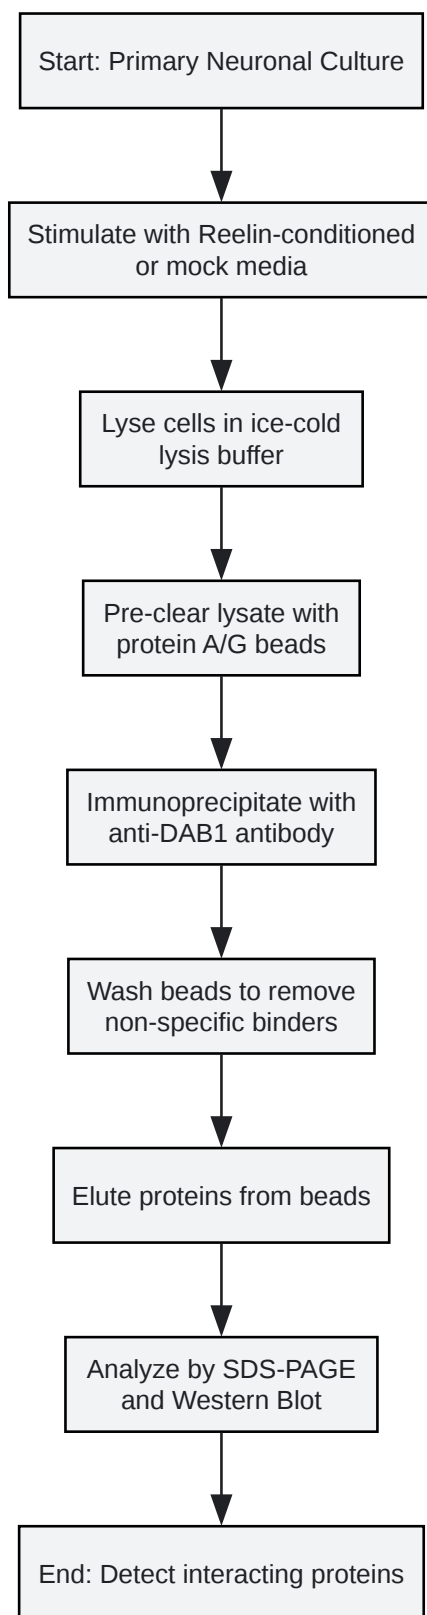 Start: Primary Neuronal Culture
Stimulate with Reelin-conditioned
or mock media
Lyse cells in ice-cold
lysis buffer
Pre-clear lysate with
protein A/G beads
Immunoprecipitate with
anti-DAB1 antibody
Wash beads to remove
non-specific binders
Elute proteins from beads
Analyze by SDS-PAGE
and Western Blot
End: Detect interacting proteins